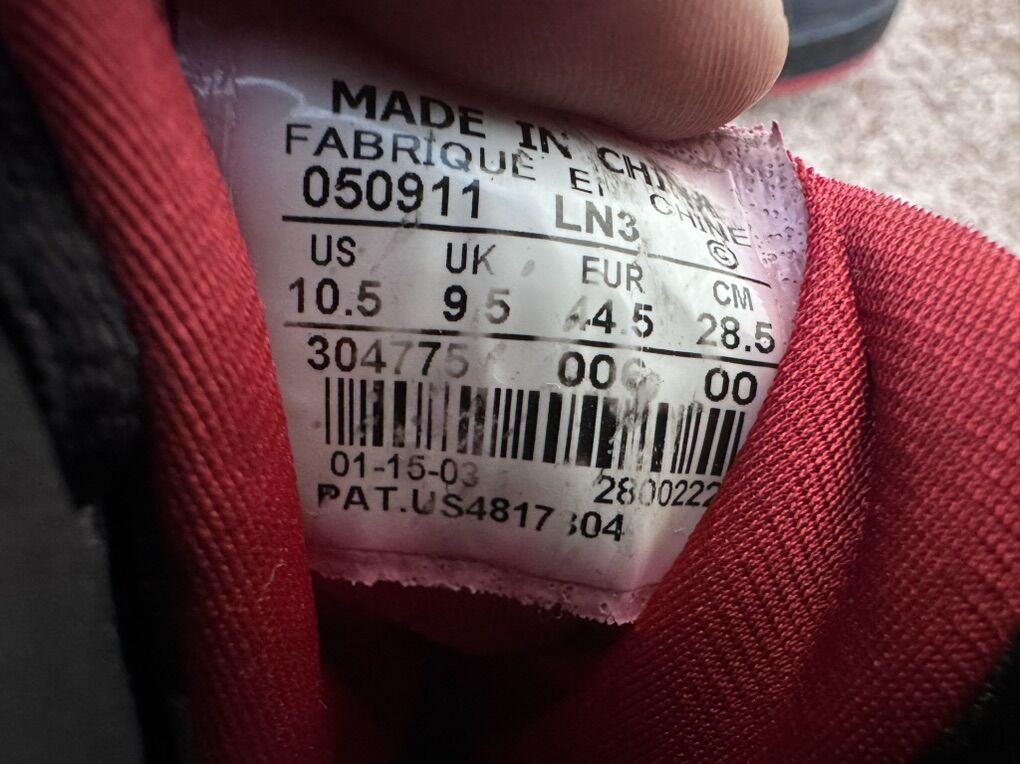 MADE IN CHINA
FABRIQUE EN CHINE
050911 LN3 ©
US UK EUR CM
10.5 9.5 44.5 28.5
304775 006 00
01-15-03 2800222
PAT.US4817304